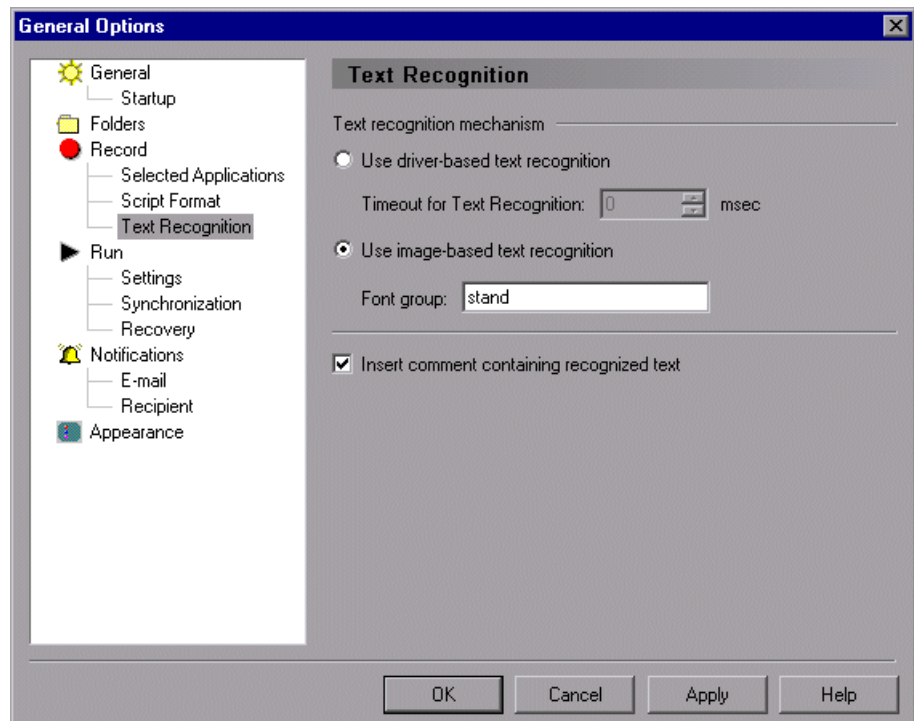 General Options
General
Startup
Folders
Record
Selected Applications
Script Format
Text Recognition
Run
Settings
Synchronization
Recovery
Notifications
E-mail
Recipient
Appearance
Text Recognition
Text recognition mechanism
Use driver-based text recognition
Timeout for Text Recognition: 0 msec
Use image-based text recognition
Font group: stand
Insert comment containing recognized text
OK Cancel Apply Help